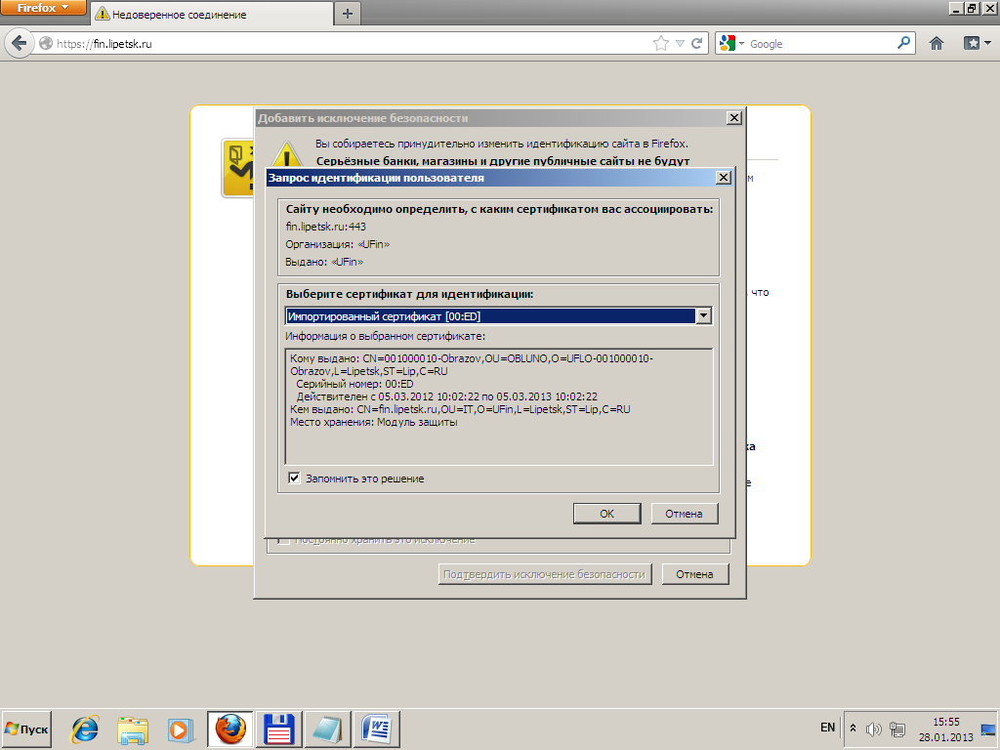 Firefox
Недоверенное соединение
https://fin.lipetsk.ru
Google
Добавить исключение безопасности
Вы собираетесь принудительно изменить идентификацию сайта в Firefox.
Серьёзные банки, магазины и другие публичные сайты не будут
Запрос идентификации пользователя
Сайту необходимо определить, с каким сертификатом вас ассоциировать:
fin.lipetsk.ru:443
Организация: «UFin»
Выдано: «UFin»
что
Выберите сертификат для идентификации:
Импортированный сертификат [00:ED]
Информация о выбранном сертификате:
Кому выдано: CN=001000010-Obrazov,OU=OBLUNO,O=UFLO-001000010-
Obrazov,L=Lipetsk,ST=Lip,C=RU
Серийный номер: 00:ED
Действителен с 05.03.2012 10:02:22 по 05.03.2013 10:02:22
Кем выдано: CN=fin.lipetsk.ru,OU=IT,O=UFin,L=Lipetsk,ST=Lip,C=RU
Место хранения: Модуль защиты
Запомнить это решение
OK
Отмена
Постоянно хранить это исключение
Подтвердить исключение безопасности
Отмена
Пуск
EN
15:55
28.01.2013